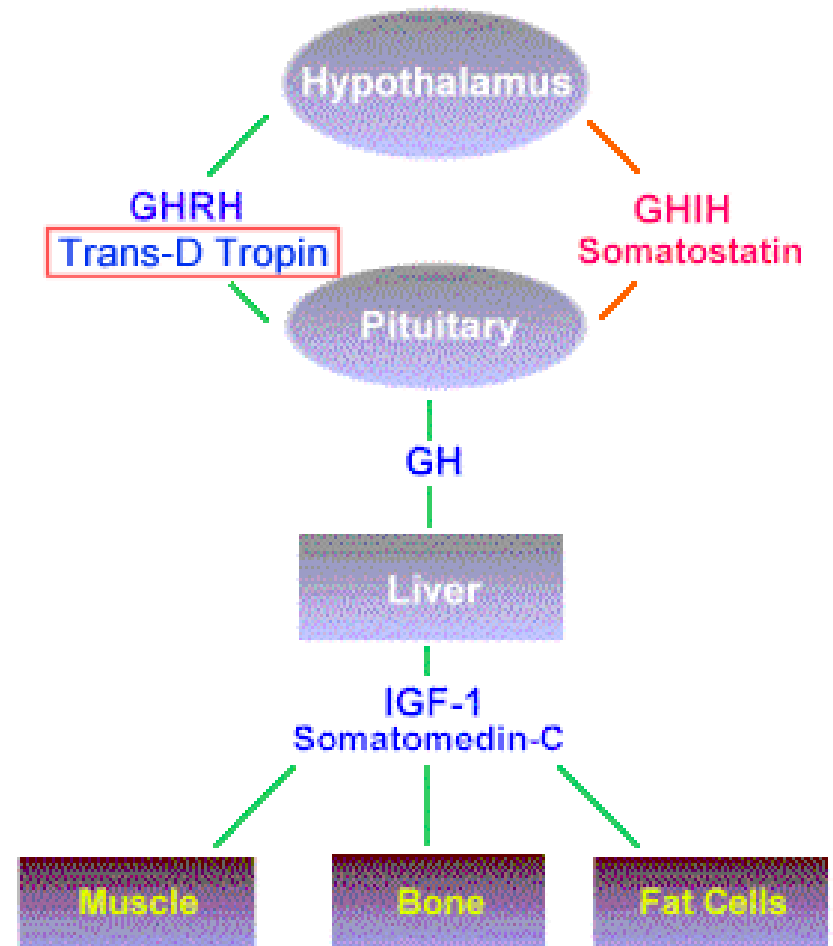 Hypothalamus
GHRH
Trans-D Tropin
GHIH
Somatostatin
Pituitary
GH
Liver
IGF-1
Somatomedin-C
Muscle
Bone
Fat Cells